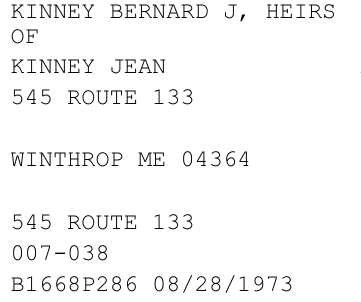 KINNEY BERNARD J, HEIRS
OF
KINNEY JEAN
545 ROUTE 133
WINTHROP ME 04364
545 ROUTE 133
007-038
B1668P286 08/28/1973